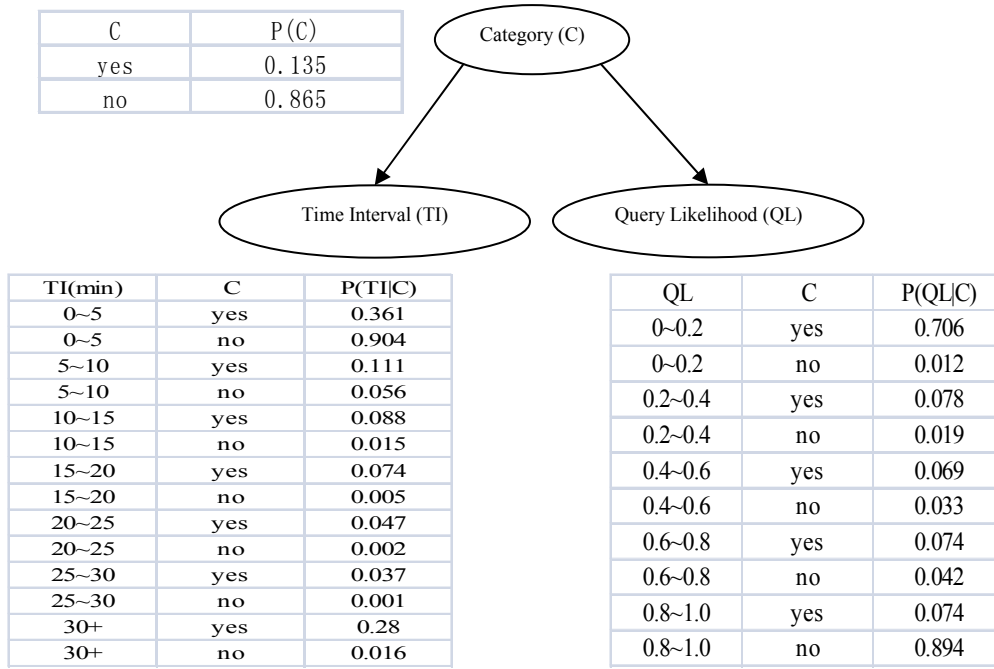 C P(C)
yes 0.135
no 0.865
Category (C)
Time Interval (TI)
Query Likelihood (QL)
TI(min) C P(TI|C)
0~5 yes 0.361
0~5 no 0.904
5~10 yes 0.111
5~10 no 0.056
10~15 yes 0.088
10~15 no 0.015
15~20 yes 0.074
15~20 no 0.005
20~25 yes 0.047
20~25 no 0.002
25~30 yes 0.037
25~30 no 0.001
30+ yes 0.28
30+ no 0.016
QL C P(QL|C)
0~0.2 yes 0.706
0~0.2 no 0.012
0.2~0.4 yes 0.078
0.2~0.4 no 0.019
0.4~0.6 yes 0.069
0.4~0.6 no 0.033
0.6~0.8 yes 0.074
0.6~0.8 no 0.042
0.8~1.0 yes 0.074
0.8~1.0 no 0.894